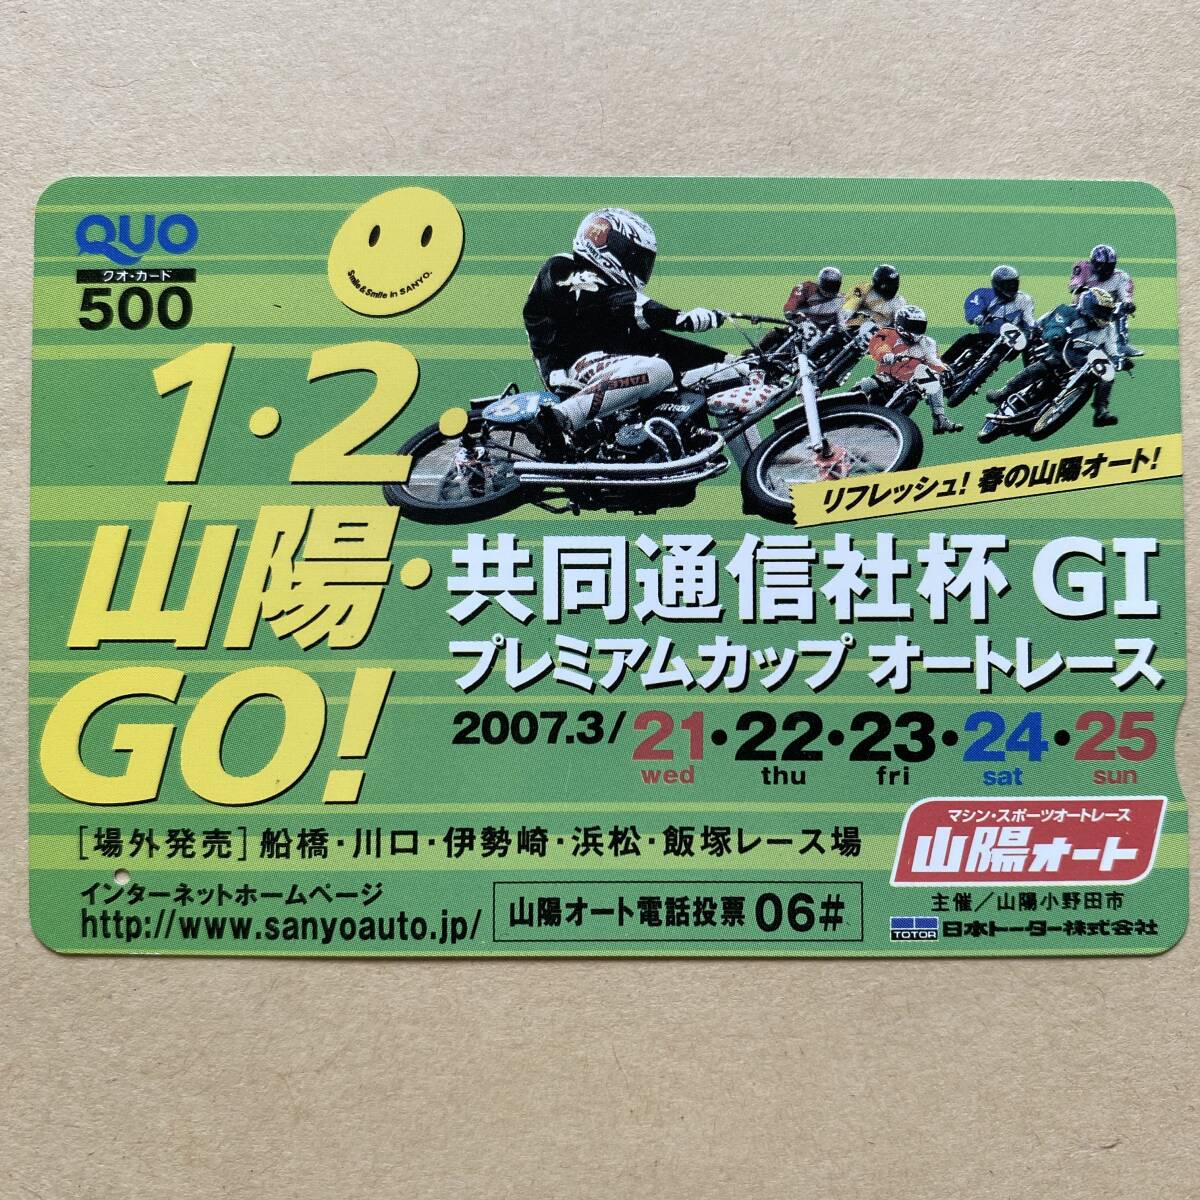 QUO
クオ・カード
500
Smile&Smile in SANYO.
1・2・
山陽・
GO!
61
リフレッシュ! 春の山陽オート!
共同通信社杯 GI
プレミアムカップ オートレース
2007.3/21・22・23・24・25
wed thu fri sat sun
[場外発売]船橋・川口・伊勢崎・浜松・飯塚レース場
インターネットホームページ
http://www.sanyoauto.jp/
山陽オート電話投票 06#
マシン・スポーツオートレース
山陽オート
主催/山陽小野田市
TOTOR 日本トーター株式会社